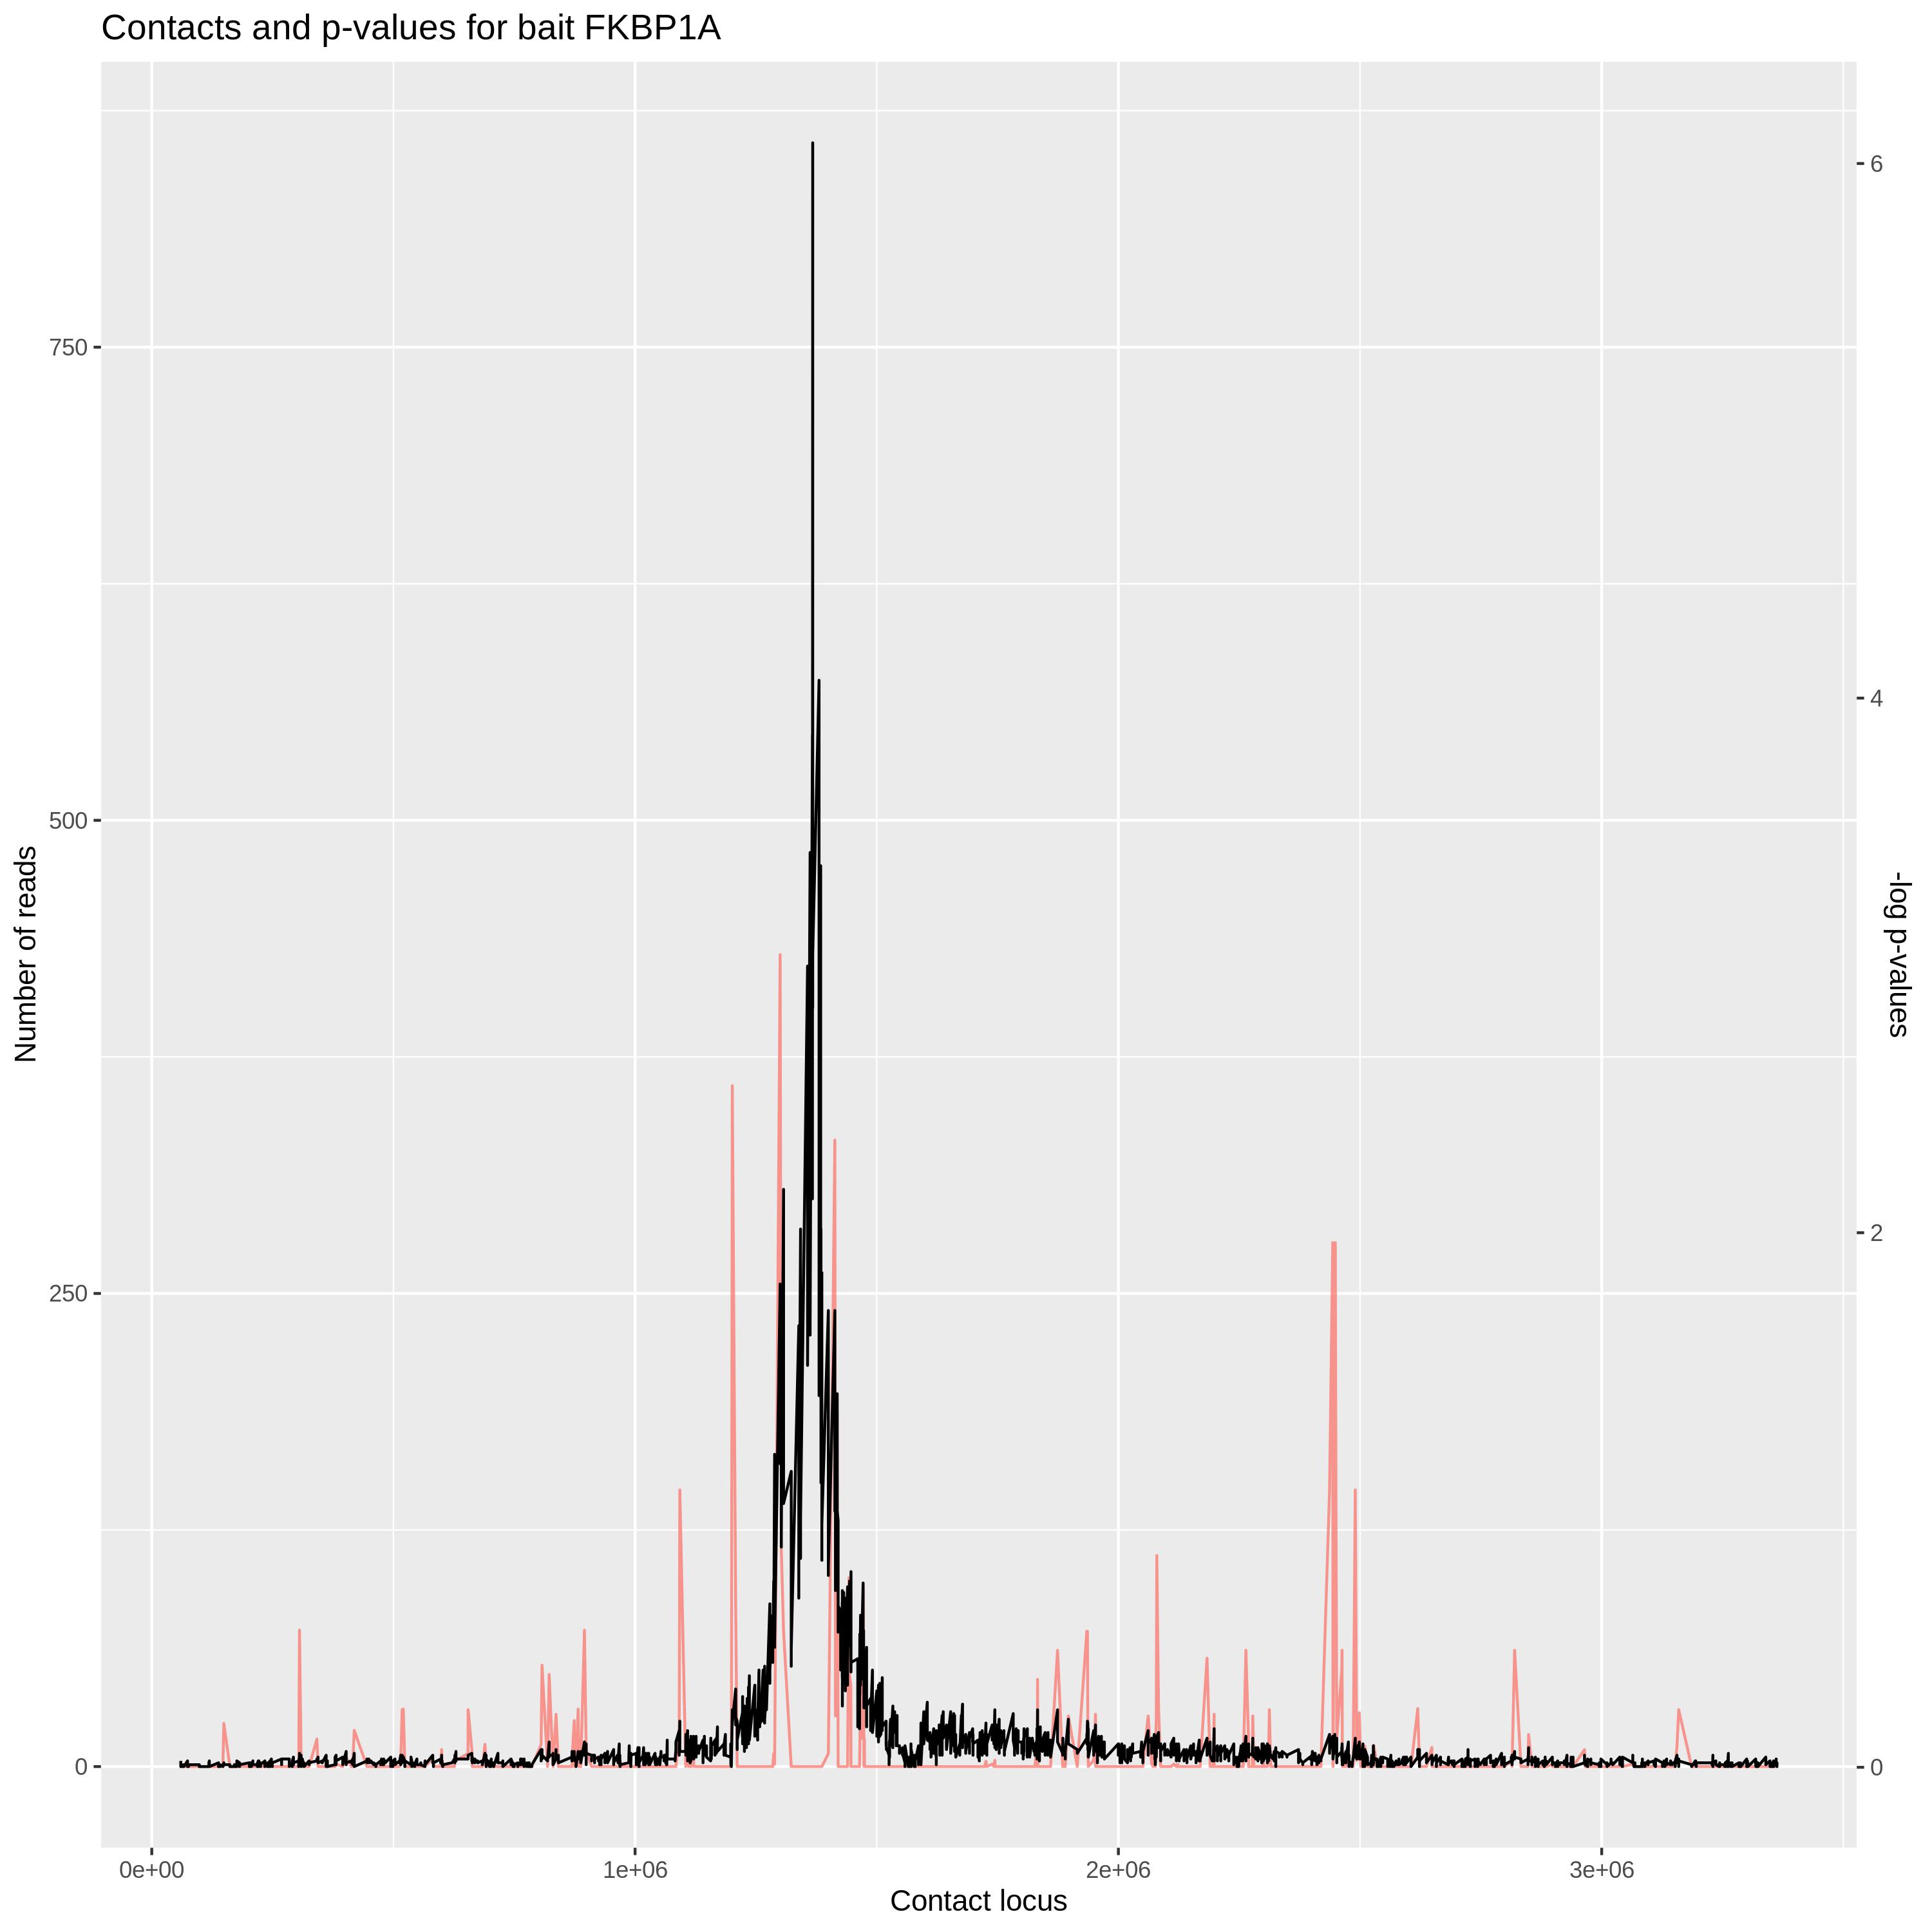 Contacts and p-values for bait FKBP1A
6
750
4
500
Number of reads
-log p-values
2
250
0
0
0e+00
1e+06
2e+06
3e+06
Contact locus